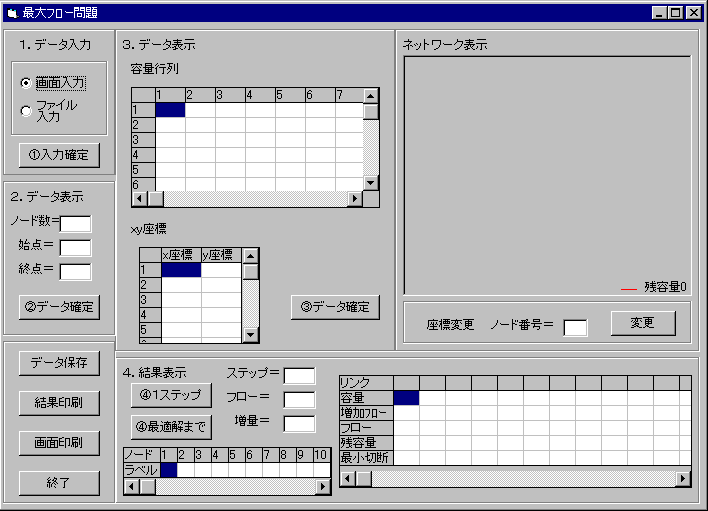 最大フロー問題
１．データ入力
画面入力
ファイル
入力
①入力確定
２．データ表示
ノード数＝
始点＝
終点＝
②データ確定
データ保存
結果印刷
画面印刷
終了
３．データ表示
容量行列
1 2 3 4 5 6 7
1
2
3
4
5
6
xy座標
x座標 y座標
1
2
3
4
5
③データ確定
ネットワーク表示
残容量0
座標変更 ノード番号＝ 変更
４．結果表示
④1ステップ
④最適解まで
ステップ＝
フロー＝
増量＝
ノード 1 2 3 4 5 6 7 8 9 10
ラベル
リンク
容量
増加フロー
フロー
残容量
最小切断